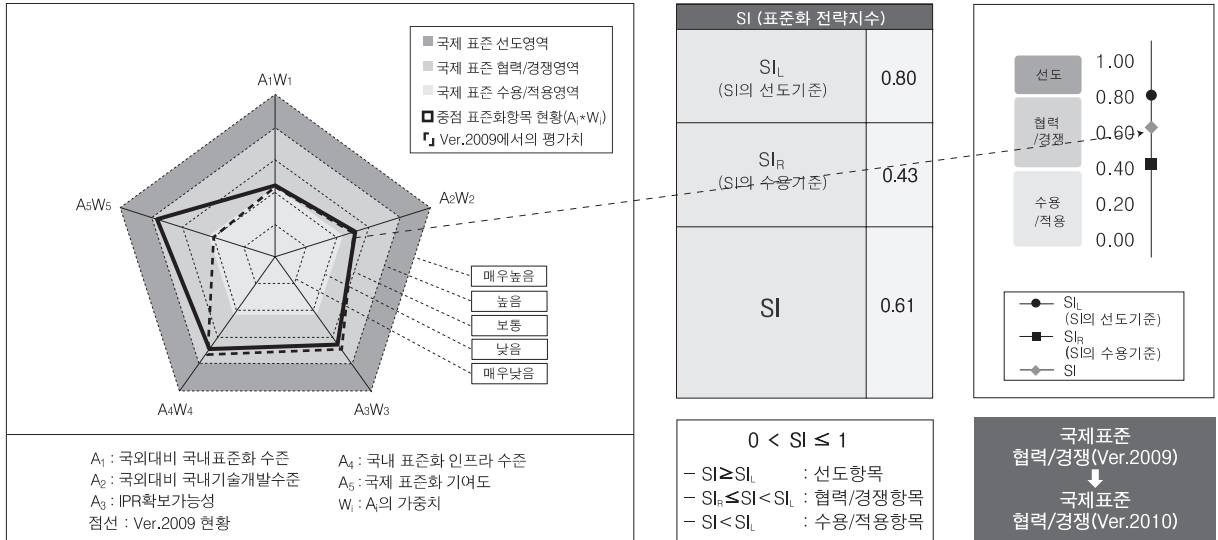 국제 표준 선도영역
국제 표준 협력/경쟁영역
국제 표준 수용/적용영역
중점 표준화항목 현황(Ai*Wi)
Ver.2009에서의 평가치
A1W1
A2W2
A3W3
A4W4
A5W5
매우높음
높음
보통
낮음
매우낮음
A1 : 국외대비 국내표준화 수준
A2 : 국외대비 국내기술개발수준
A3 : IPR확보가능성
점선 : Ver.2009 현황
A4 : 국내 표준화 인프라 수준
A5 : 국제 표준화 기여도
Wi : Ai의 가중치
SI (표준화 전략지수)
SIL
(SI의 선도기준)
0.80
SIR
(SI의 수용기준)
0.43
SI
0.61
0 < SI ≤ 1
– SI≥SIL : 선도항목
– SIR≤SI<SIL : 협력/경쟁항목
– SI<SIL : 수용/적용항목
선도
협력
/경쟁
수용
/적용
1.00
0.80
0.60
0.40
0.20
0.00
SIL
(SI의 선도기준)
SIR
(SI의 수용기준)
SI
국제표준
협력/경쟁(Ver.2009)
국제표준
협력/경쟁(Ver.2010)